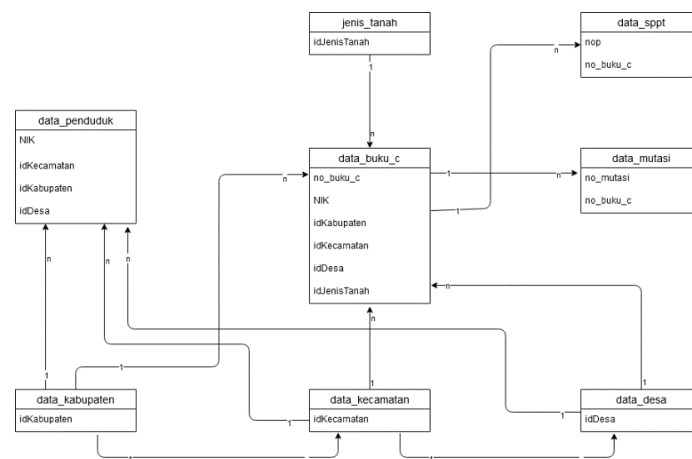 jenis_tanah
idJenisTanah
1
n
data_sppt
nop
no_buku_c
n
data_penduduk
NIK
idKecamatan
idKabupaten
idDesa
n
n
n
data_buku_c
no_buku_c
NIK
idKabupaten
idKecamatan
idDesa
idJenisTanah
n
1
1
n
n
n
data_mutasi
no_mutasi
no_buku_c
n
1
1
1
1
1
1
data_kabupaten
idKabupaten
data_kecamatan
idKecamatan
data_desa
idDesa